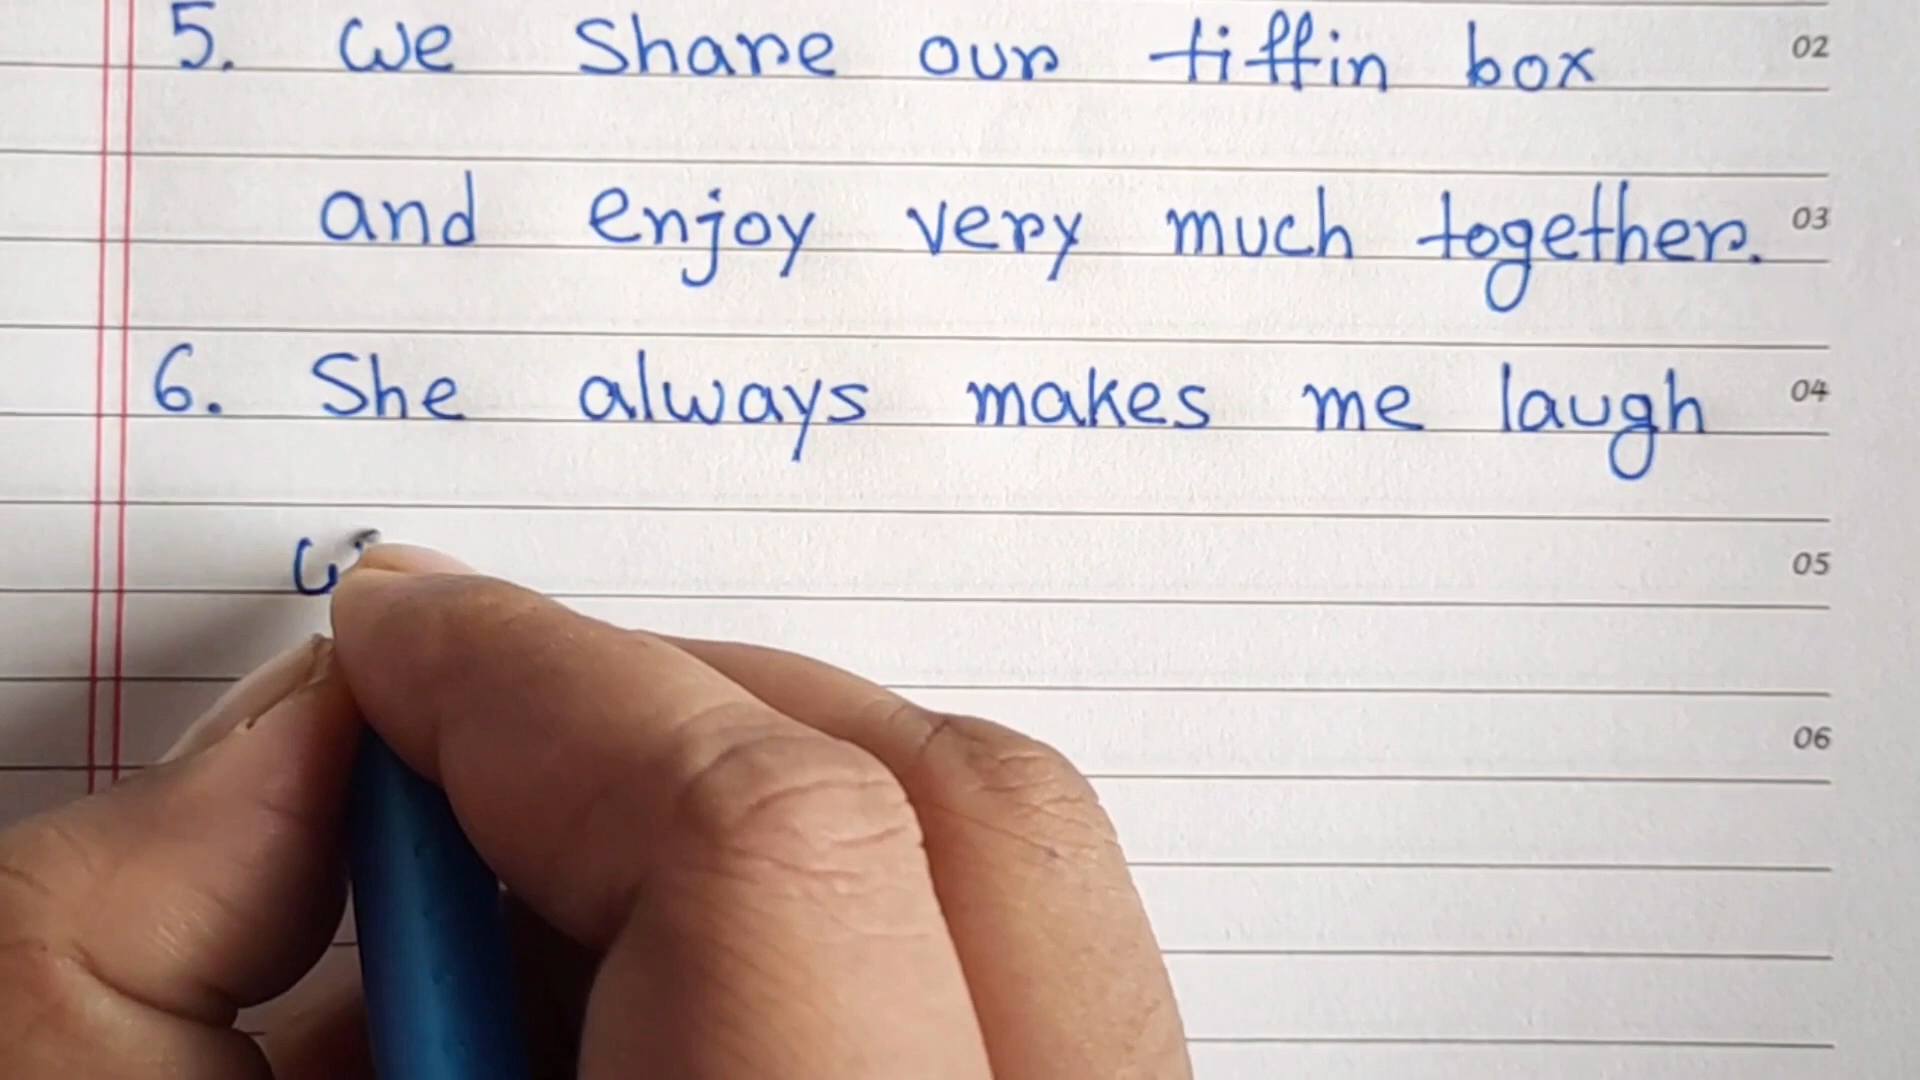 5. we share our tiffin box 02
and enjoy very much together. 03
6. She always makes me laugh 04
05
06